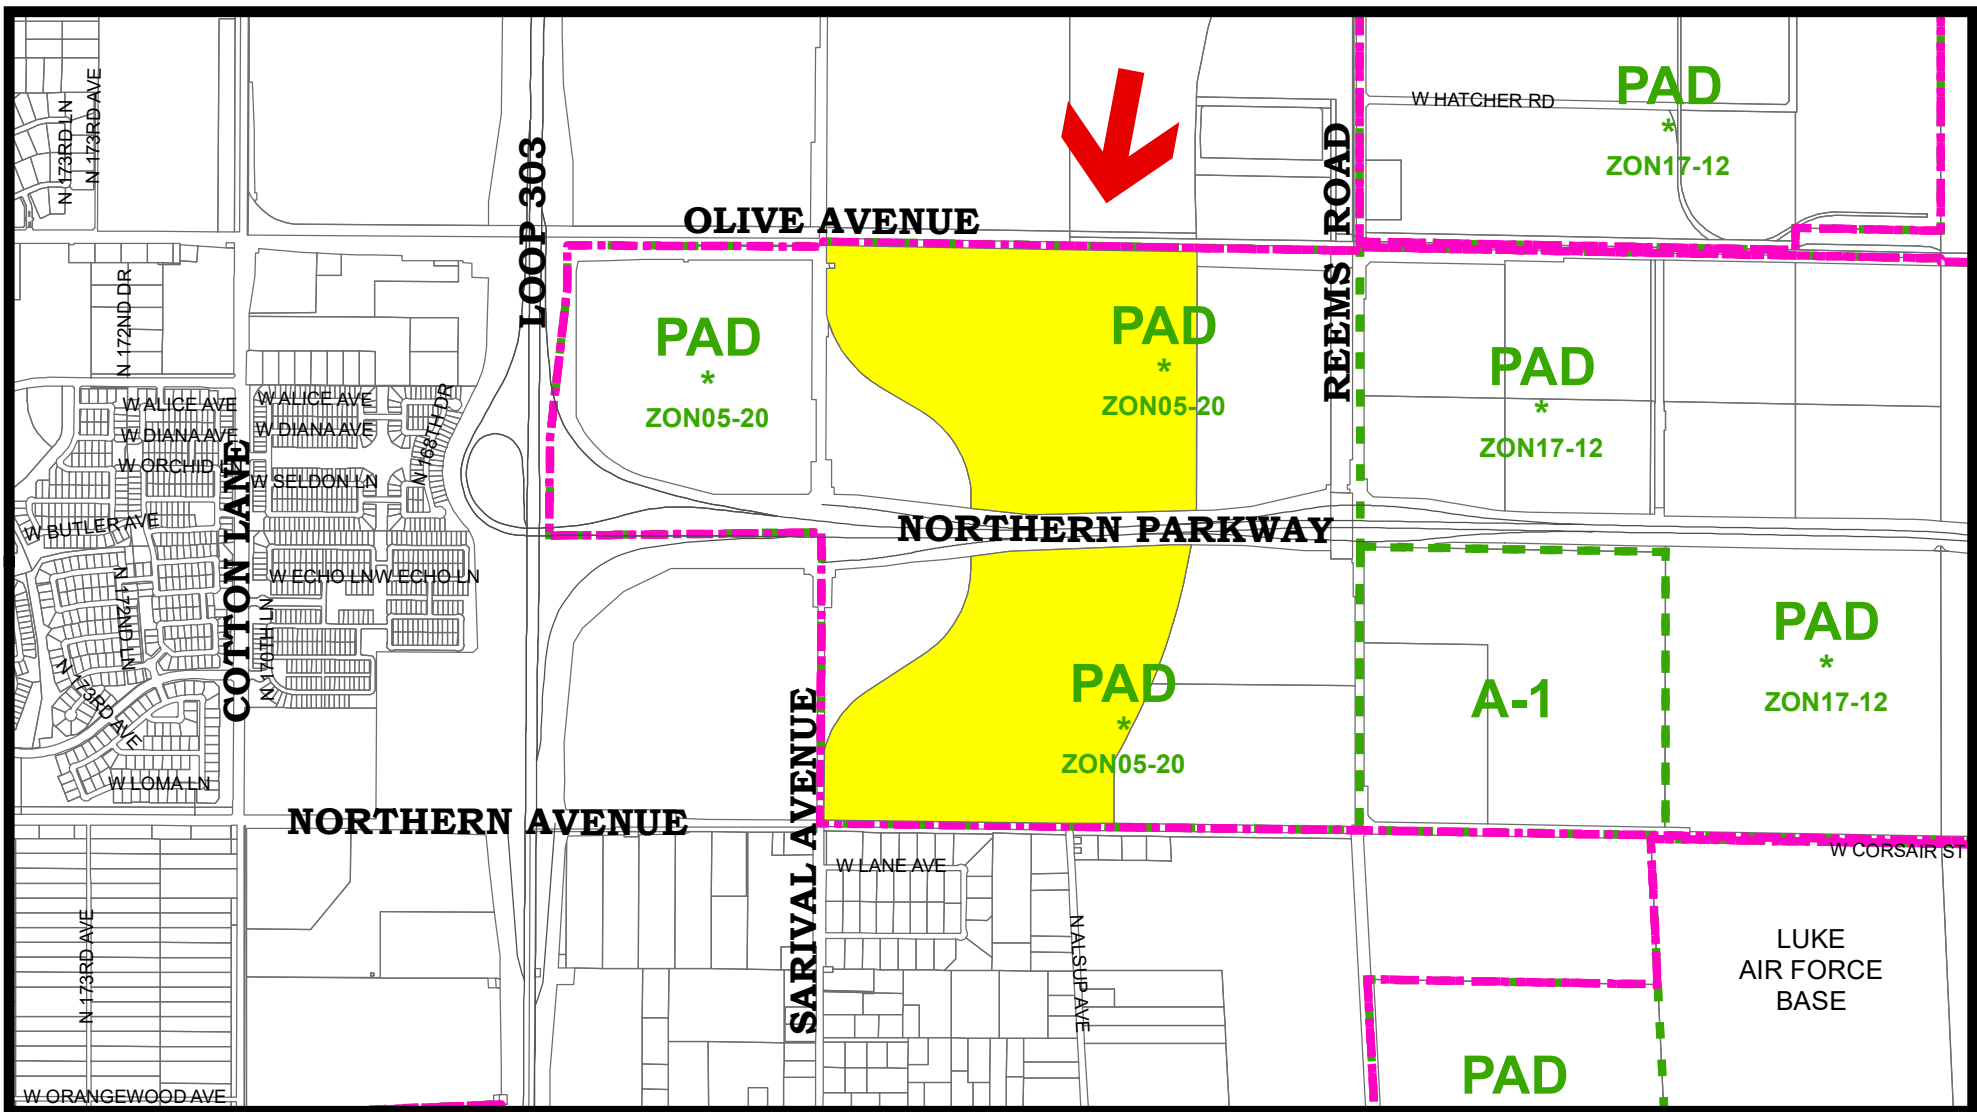 N 173RD LN
N 173RD AVE
LOOP 303
W HATCHER RD
PAD
*
ZON17-12
REEMS ROAD
OLIVE AVENUE
N 172ND DR
PAD
*
ZON05-20
PAD
*
ZON05-20
PAD
*
ZON17-12
W ALICE AVE
W ALICE AVE
W DIANA AVE
W DIANA AVE
W ORCHID LN
W SELDON LN
N 168TH DR
COTTON LANE
W BUTLER AVE
NORTHERN PARKWAY
W ECHO LN
W ECHO LN
N 172ND LN
N 170TH LN
N 173RD AVE
W LOMA LN
PAD
*
ZON05-20
A-1
PAD
*
ZON17-12
NORTHERN AVENUE
SARIVAL AVENUE
W LANE AVE
W CORSAIR ST
N 173RD AVE
N ALSUP AVE
LUKE
AIR FORCE
BASE
PAD
W ORANGEWOOD AVE